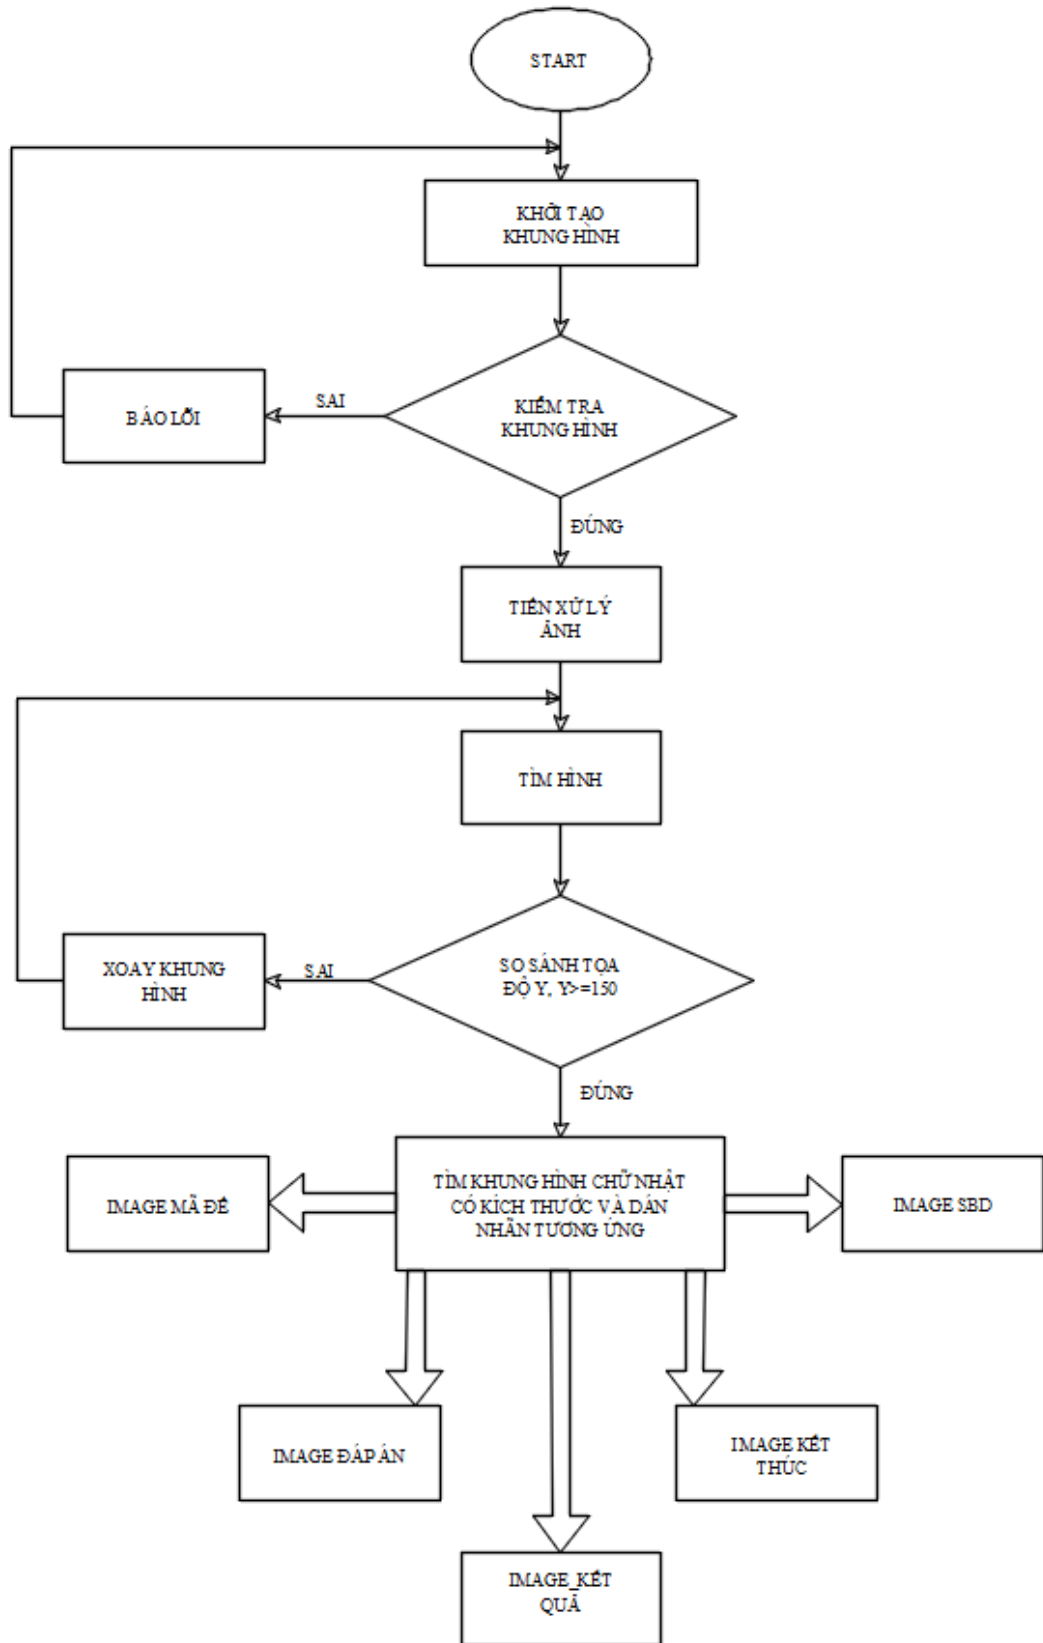 START
KHỞI TẠO
KHUNG HÌNH
KIỂM TRA
KHUNG HÌNH
SAI
BÁO LỖI
ĐÚNG
TIỀN XỬ LÝ
ẢNH
TÌM HÌNH
SO SÁNH TỌA
ĐỘ Y, Y>=150
SAI
XOAY KHUNG
HÌNH
ĐÚNG
TÌM KHUNG HÌNH CHỮ NHẬT
CÓ KÍCH THƯỚC VÀ DÁN
NHÃN TƯƠNG ỨNG
IMAGE MÃ ĐỀ
IMAGE SBD
IMAGE ĐÁP ÁN
IMAGE KẾT
THÚC
IMAGE_KẾT
QUẢ